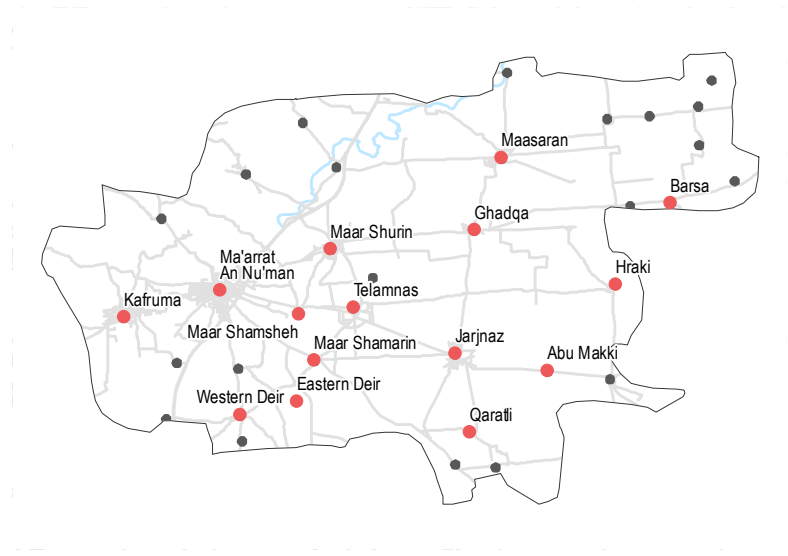 Maasaran
Barsa
Ghadqa
Maar Shurin
Ma'arrat
An Nu'man
Hraki
Telamnas
Kafruma
Maar Shamsheh
Maar Shamarin
Jarjnaz
Abu Makki
Eastern Deir
Western Deir
Qaratli